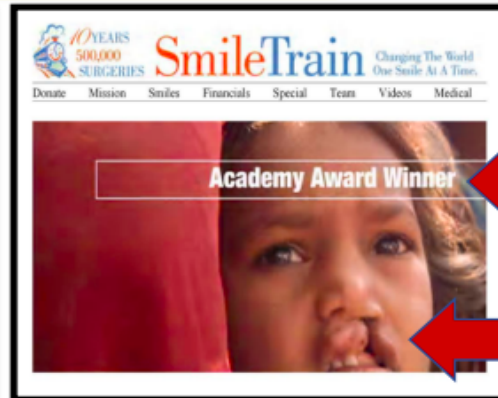 10 YEARS
500,000
SURGERIES
SmileTrain
Changing The World
One Smile At A Time.
Donate Mission Smiles Financials Special Team Videos Medical
Academy Award Winner